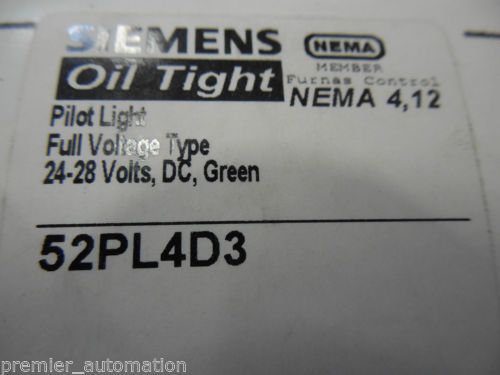 SIEMENS
NEMA
MEMBER
Oil Tight
Furnas Control
NEMA 4,12
Pilot Light
Full Voltage Type
24-28 Volts, DC, Green
52PL4D3
premier_automation